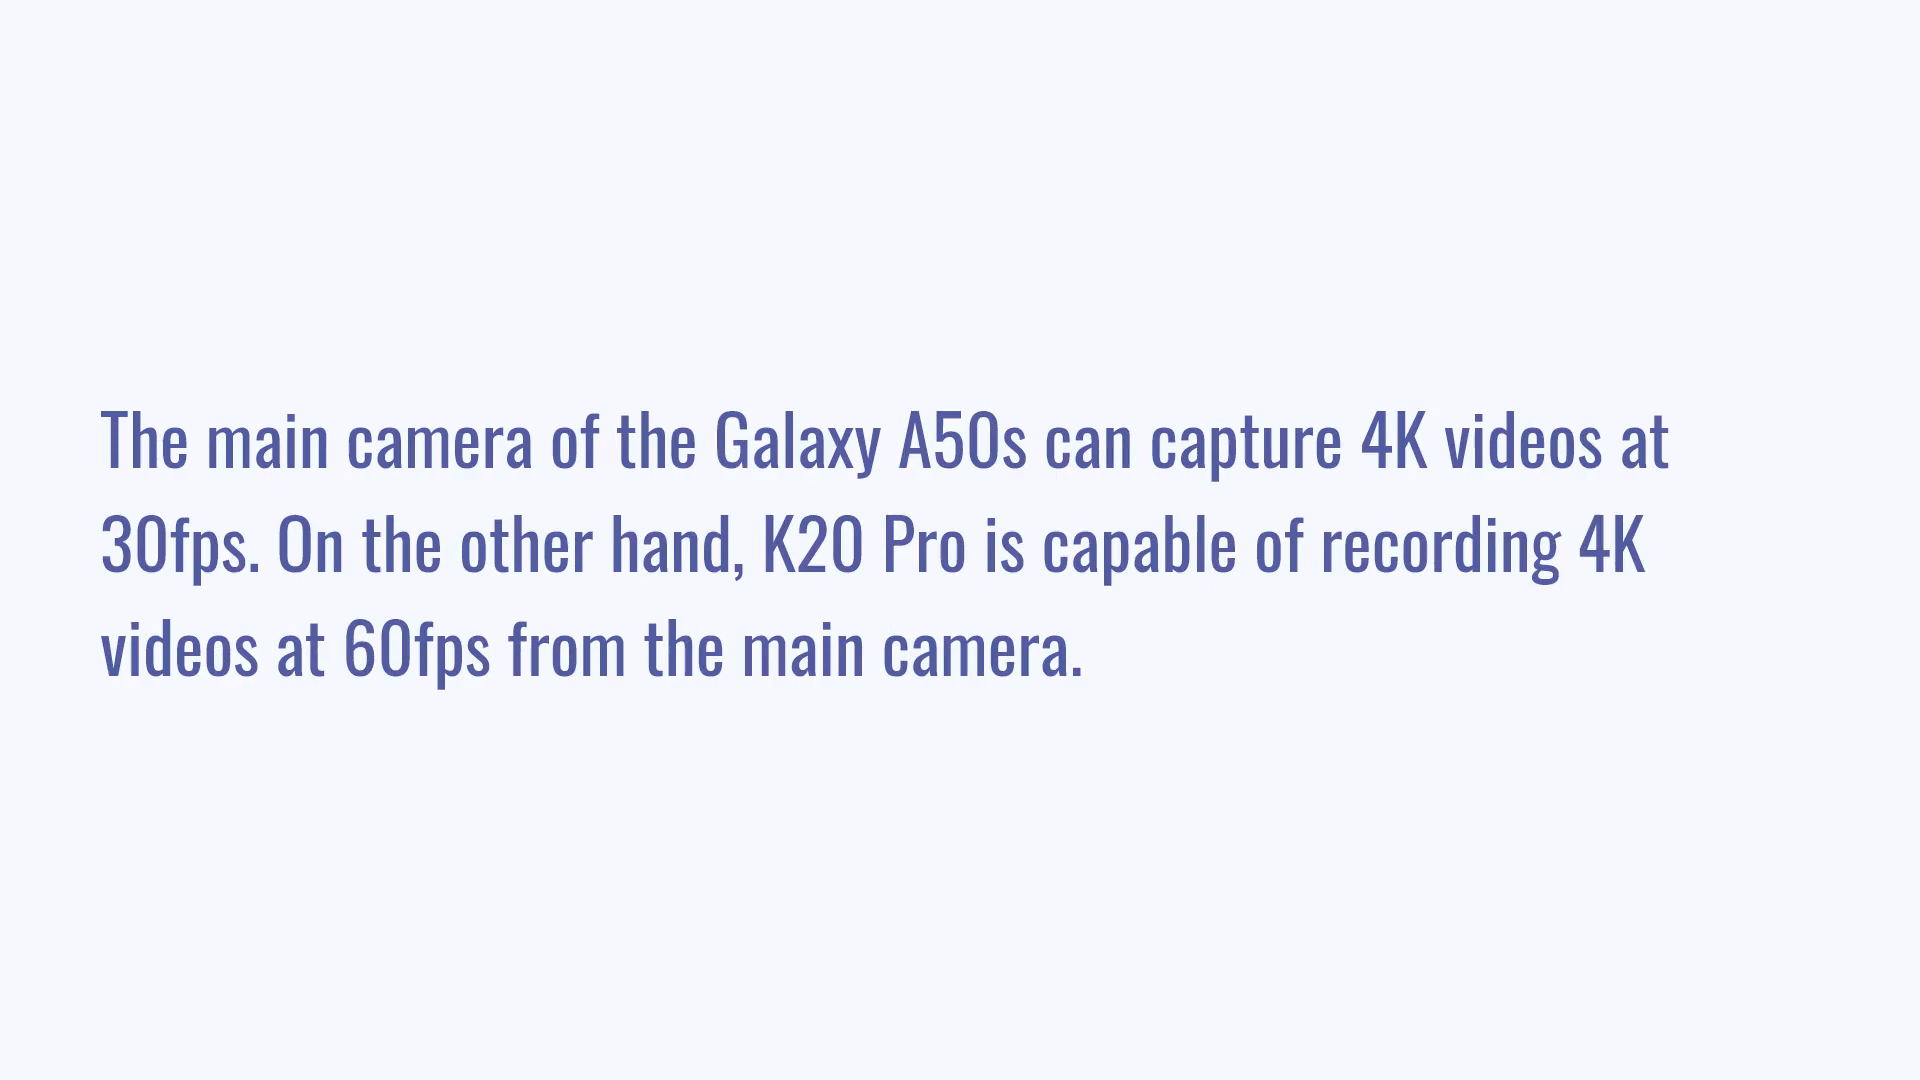 The main camera of the Galaxy A50s can capture 4K videos at
30fps. On the other hand, K20 Pro is capable of recording 4K
videos at 60fps from the main camera.